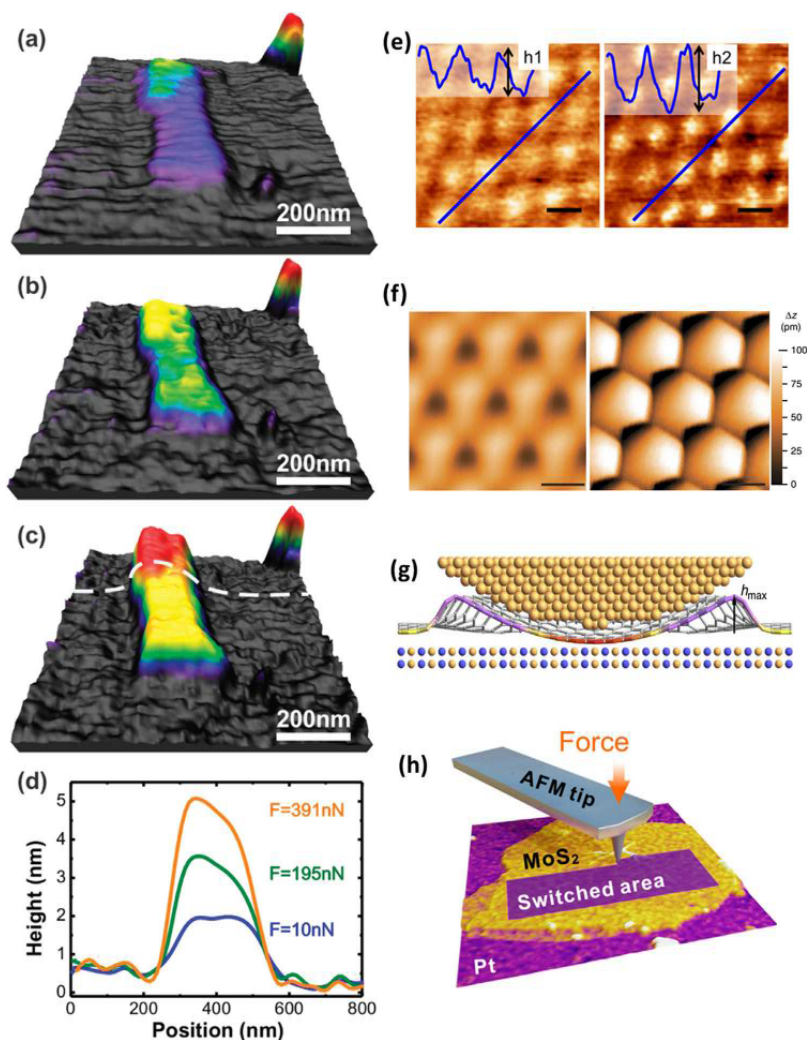 (a)
200nm
(b)
200nm
(c)
200nm
(d)
Height (nm)
5
4
3
2
1
0
F=391nN
F=195nN
F=10nN
0 200 400 600 800
Position (nm)
(e)
h1
h2
(f)
Δz
(pm)
100
75
50
25
0
(g)
hmax
(h)
Force
AFM tip
MoS₂
Switched area
Pt